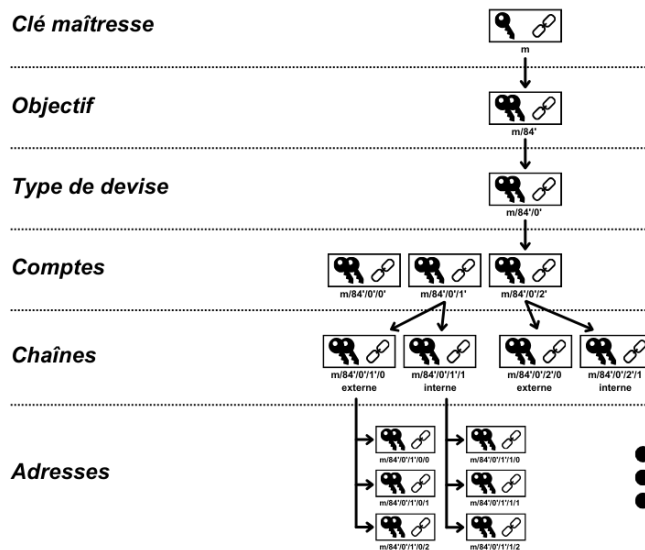 Clé maîtresse
m
Objectif
m/84'
Type de devise
m/84'/0'
Comptes
m/84'/0'/0'
m/84'/0'/1'
m/84'/0'/2'
Chaînes
m/84'/0'/1'/0
externe
m/84'/0'/1'/1
interne
m/84'/0'/2'/0
externe
m/84'/0'/2'/1
interne
Adresses
m/84'/0'/1'/0/0
m/84'/0'/1'/1/0
m/84'/0'/1'/0/1
m/84'/0'/1'/1/1
m/84'/0'/1'/0/2
m/84'/0'/1'/1/2